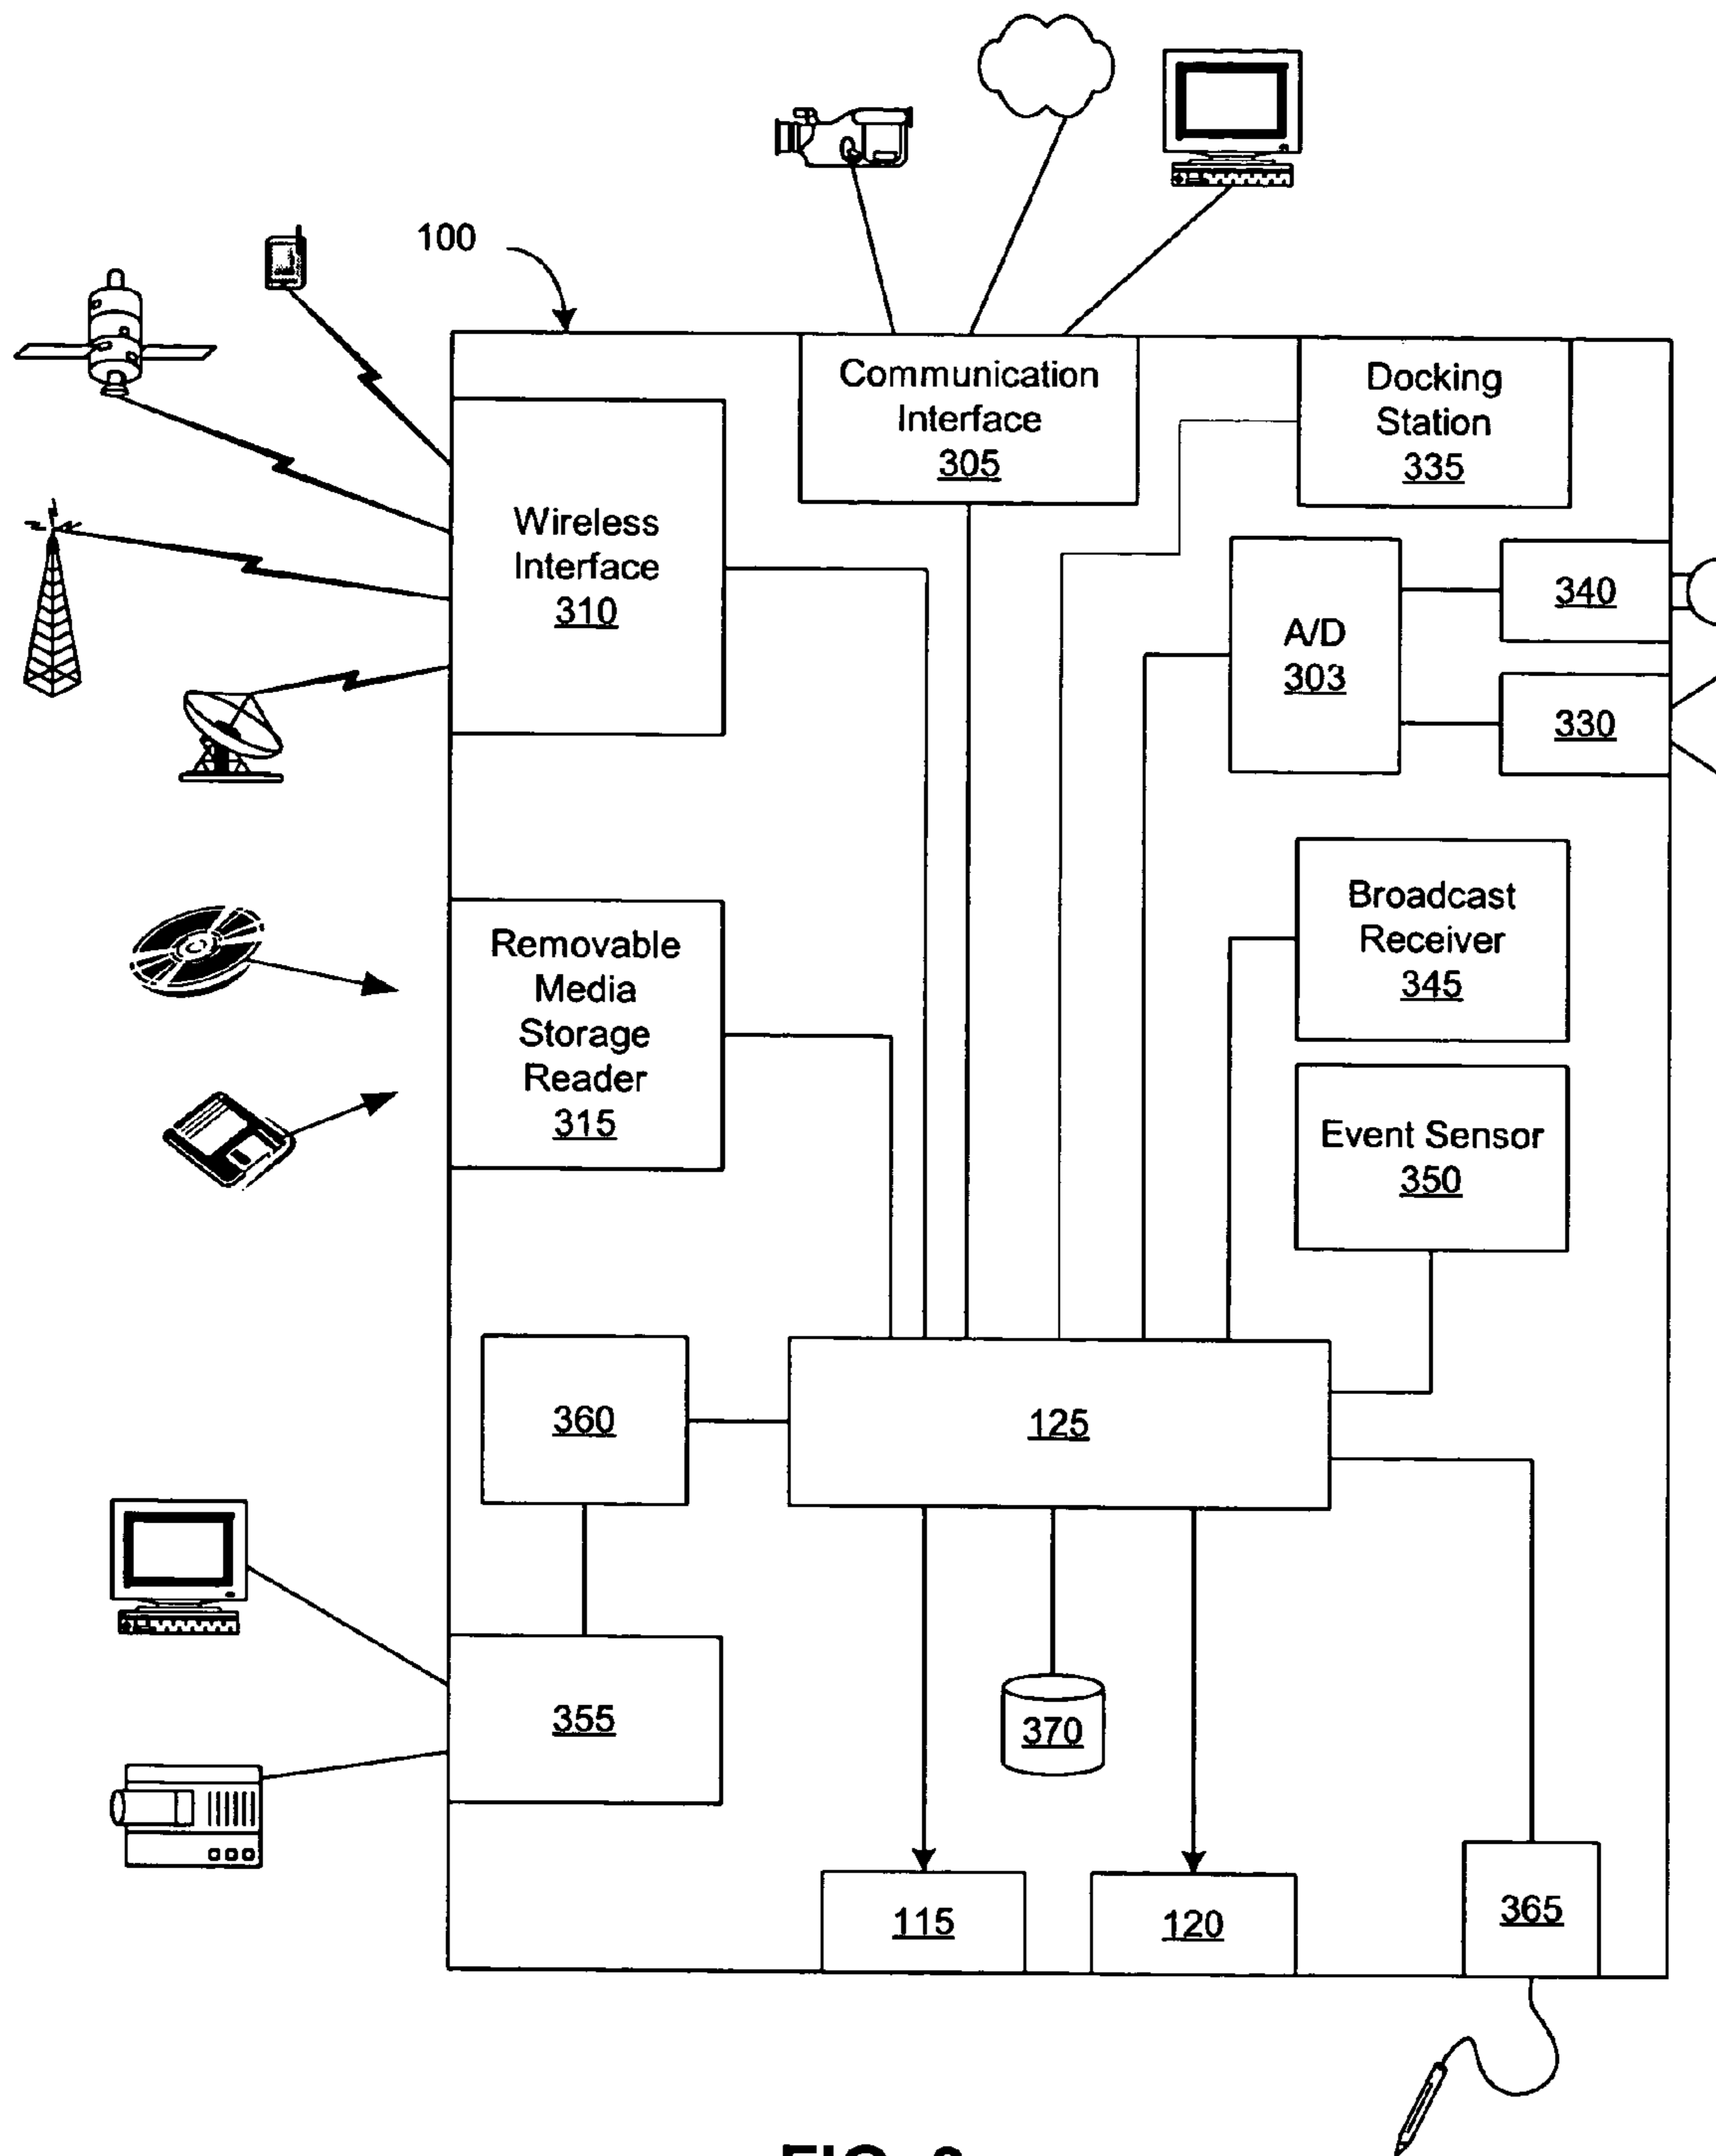 100
Communication
Interface
305
Docking
Station
335
Wireless
Interface
310
A/D
303
340
330
Broadcast
Receiver
345
Removable
Media
Storage
Reader
315
Event Sensor
350
360
125
355
370
115
120
365
FIG.